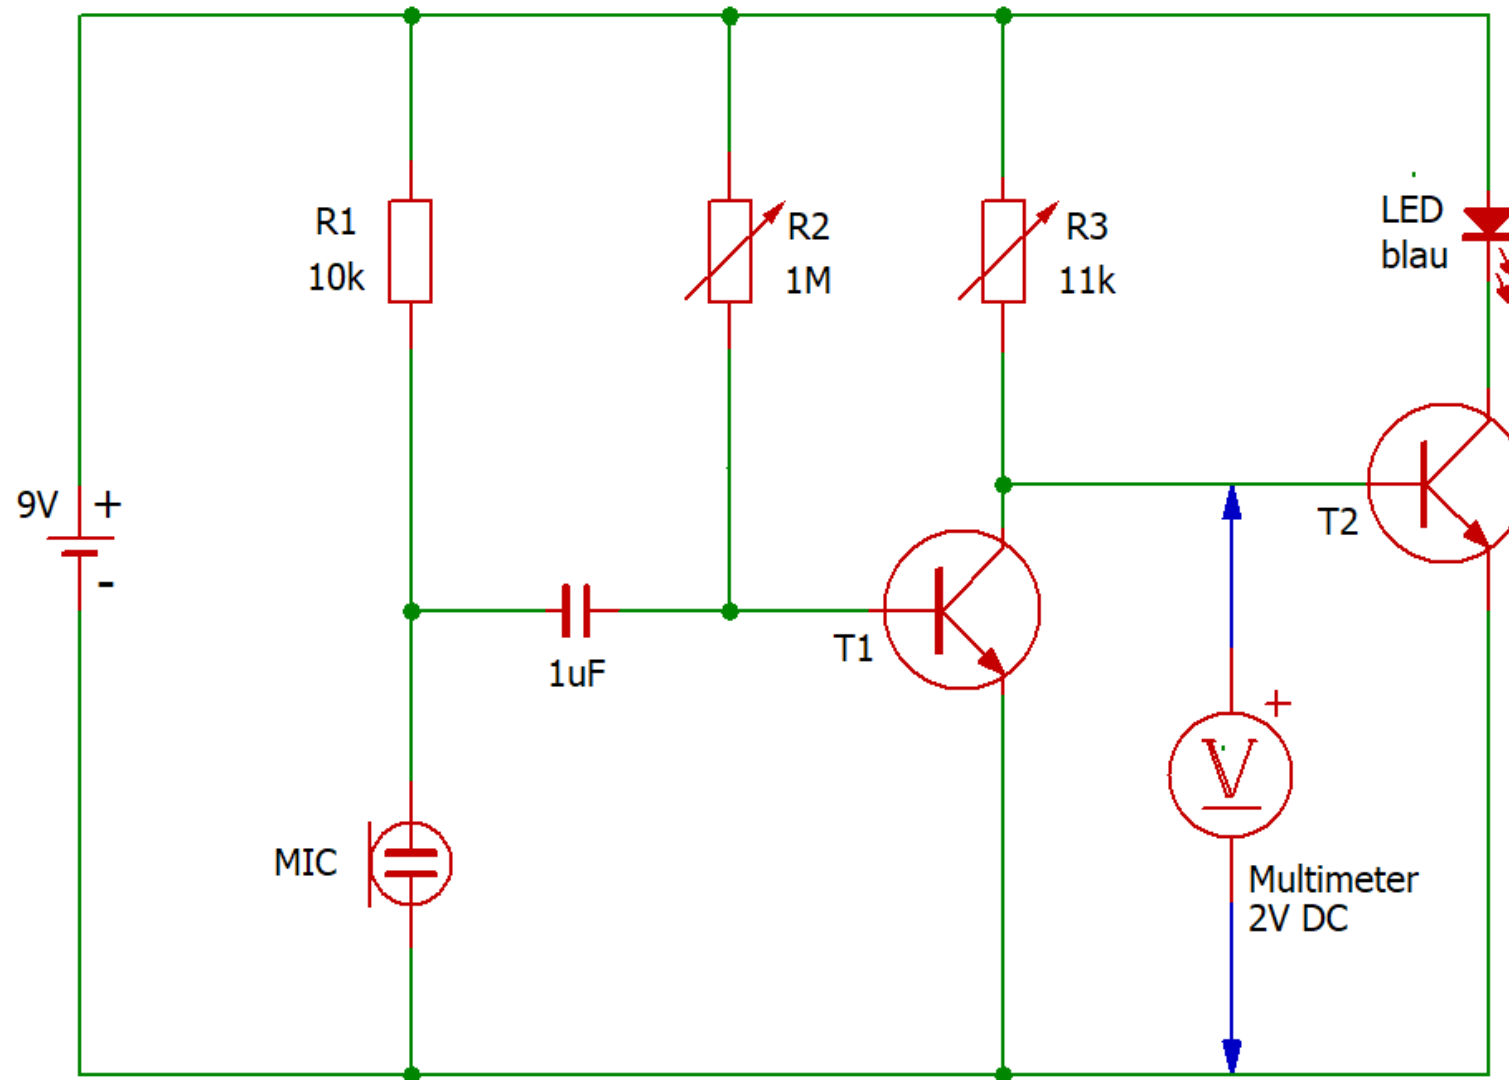 R1
10k
R2
1M
R3
11k
LED
blau
9V +
-
T2
1uF
T1
+
V
MIC
Multimeter
2V DC